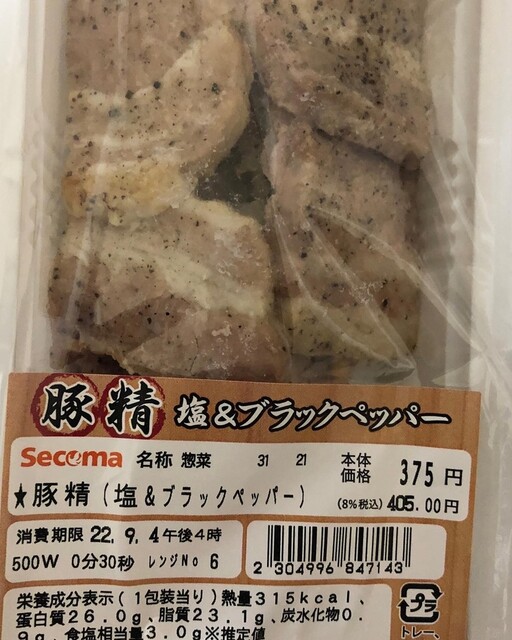 豚精 塩&ブラックペッパー
Secoma 名称 惣菜 31 21 本体価格 375円
★豚精(塩&ブラックペッパー) (8%税込) 405.00円
消費期限 22. 9. 4午後4時
500W 0分30秒 レンジNo 6
2 304996 847143
栄養成分表示(1包装当り)熱量315kcal、
蛋白質26.0g、脂質23.1g、炭水化物0.
9g、食塩相当量3.0g※推定値
プラ
トレー